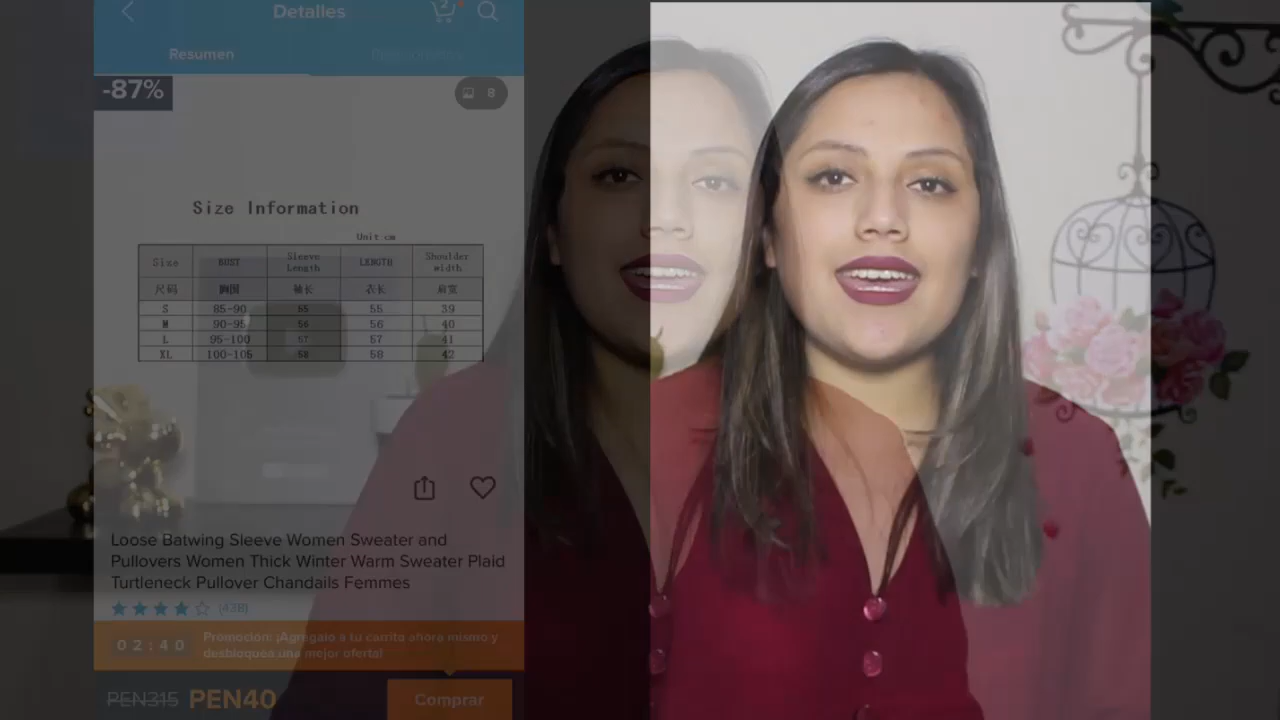 Detalles
2
Resumen
-87%
8
Size Information
Unit:cm
Size BUST Sleeve Length LENGTH Shoulder width
尺码 胸围 袖长 衣长 肩宽
S 85-90 55 55 39
M 90-95 56 56 40
L 95-100 57 57 41
XL 100-105 58 58 42
Loose Batwing Sleeve Women Sweater and
Pullovers Women Thick Winter Warm Sweater Plaid
Turtleneck Pullover Chandails Femmes
(438)
02:40
Promoción: ¡Agrégalo a tu carrito ahora mismo y
desbloquea una mejor oferta!
PEN315 PEN40
Comprar